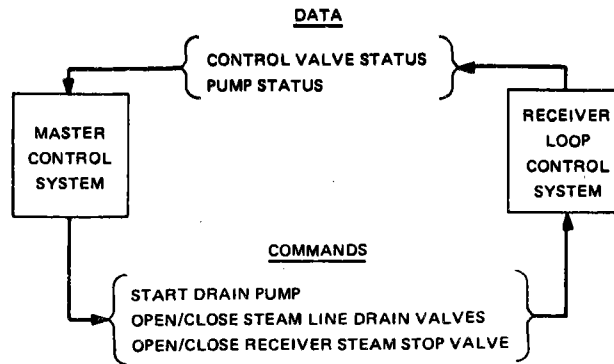 DATA
CONTROL VALVE STATUS
PUMP STATUS
MASTER
CONTROL
SYSTEM
RECEIVER
LOOP
CONTROL
SYSTEM
COMMANDS
START DRAIN PUMP
OPEN/CLOSE STEAM LINE DRAIN VALVES
OPEN/CLOSE RECEIVER STEAM STOP VALVE